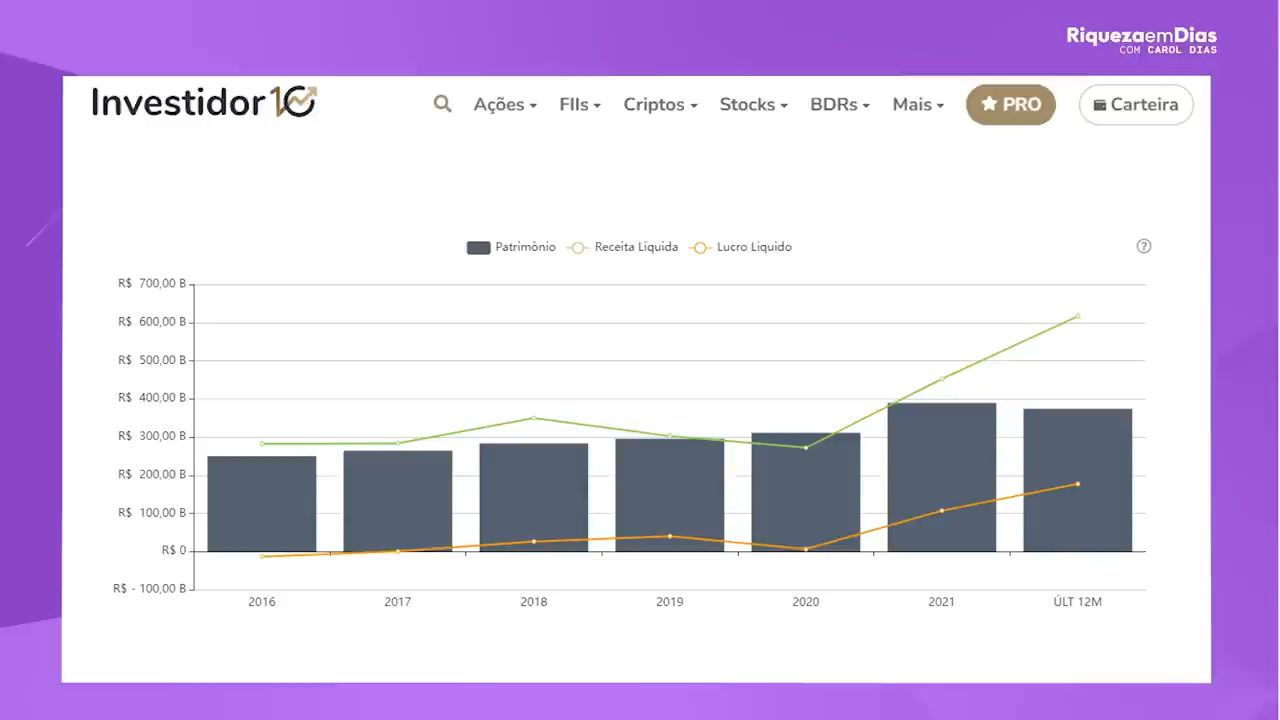 RiquezaemDias
COM CAROL DIAS
Investidor 10
Ações
FIIs
Criptos
Stocks
BDRs
Mais
PRO
Carteira
Patrimônio
Receita Líquida
Lucro Líquido
?
R$ 700,00 B
R$ 600,00 B
R$ 500,00 B
R$ 400,00 B
R$ 300,00 B
R$ 200,00 B
R$ 100,00 B
R$ 0
R$ - 100,00 B
2016
2017
2018
2019
2020
2021
ÚLT 12M